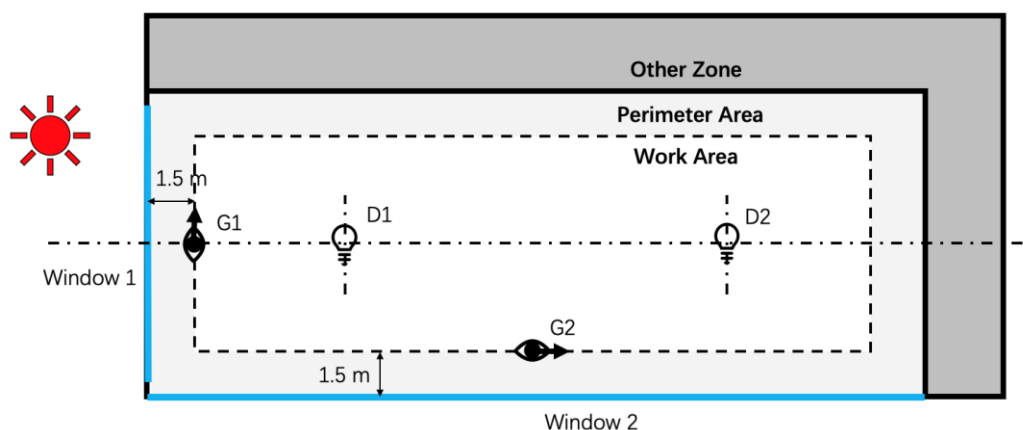 Other Zone
Perimeter Area
Work Area
1.5 m
G1
D1
D2
Window 1
G2
1.5 m
Window 2